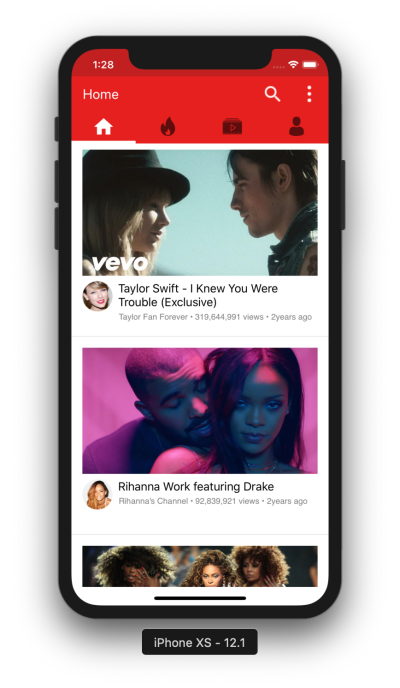 1:28
Home
vevo
Taylor Swift - I Knew You Were
Trouble (Exclusive)
Taylor Fan Forever • 319,644,991 views • 2years ago
Rihanna Work featuring Drake
Rihanna's Channel • 92,839,921 views • 2years ago
iPhone XS - 12.1